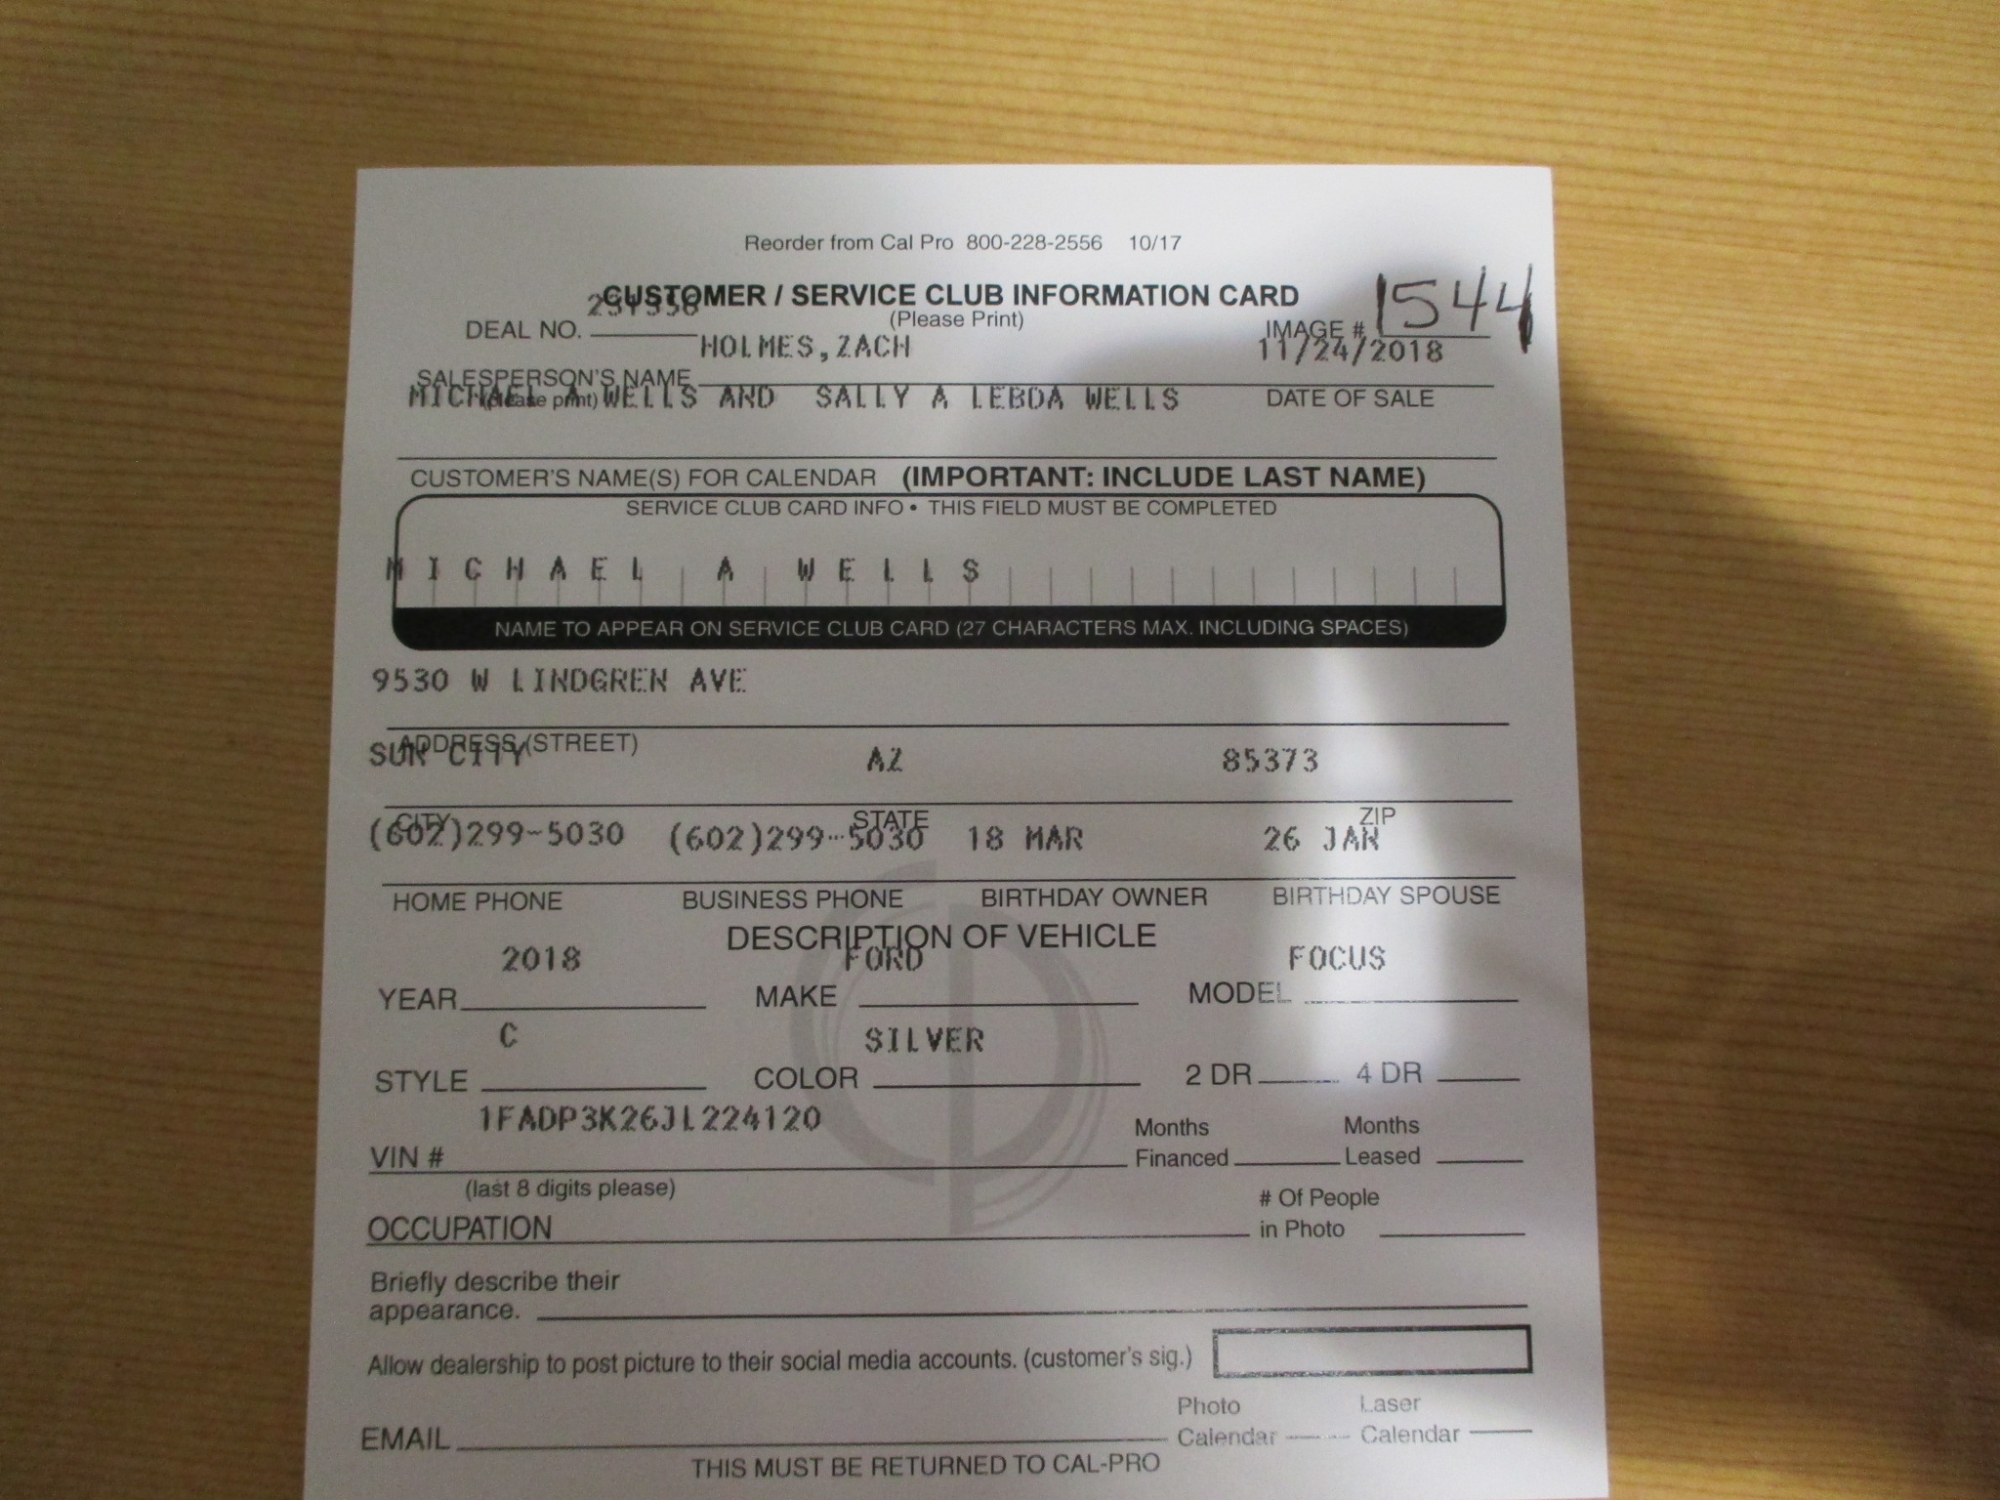 Reorder from Cal Pro 800-228-2556 10/17
CUSTOMER / SERVICE CLUB INFORMATION CARD
(Please Print)
DEAL NO.
IMAGE # 1544
HOLMES,ZACH 11/24/2018
SALESPERSON'S NAME
(please print)
DATE OF SALE
MICHAEL A WELLS AND SALLY A LEBDA WELLS
CUSTOMER'S NAME(S) FOR CALENDAR (IMPORTANT: INCLUDE LAST NAME)
SERVICE CLUB CARD INFO • THIS FIELD MUST BE COMPLETED
MICHAEL A WELLS
NAME TO APPEAR ON SERVICE CLUB CARD (27 CHARACTERS MAX. INCLUDING SPACES)
9530 W LINDGREN AVE
ADDRESS (STREET)
SUN CITY AZ 85373
CITY STATE ZIP
(602)299-5030 (602)299-5030 18 MAR 26 JAN
HOME PHONE BUSINESS PHONE BIRTHDAY OWNER BIRTHDAY SPOUSE
DESCRIPTION OF VEHICLE
2018 FORD FOCUS
YEAR MAKE MODEL
C SILVER
STYLE COLOR 2 DR 4 DR
1FADP3K26JL224120
VIN # Months Financed Months Leased
(last 8 digits please)
OCCUPATION # Of People in Photo
Briefly describe their
appearance.
Allow dealership to post picture to their social media accounts. (customer's sig.)
EMAIL Photo Calendar Laser Calendar
THIS MUST BE RETURNED TO CAL-PRO